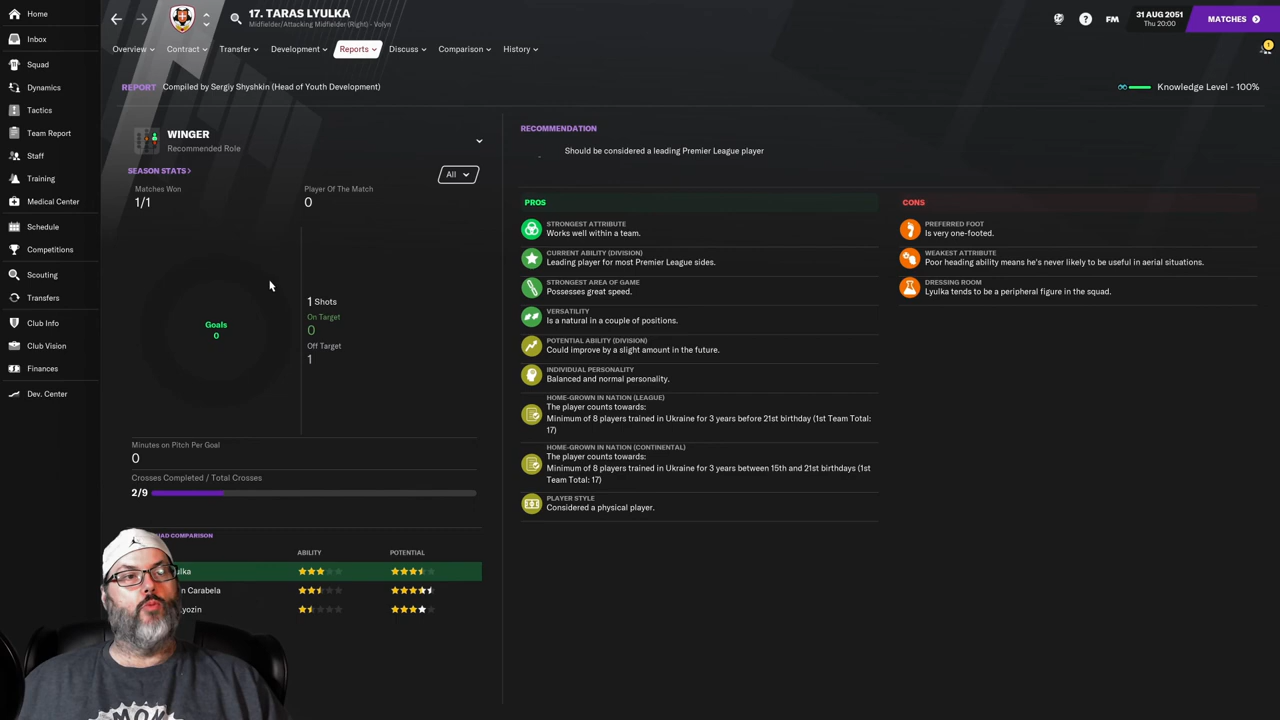 Home
Inbox
Squad
Dynamics
Tactics
Team Report
Staff
Training
Medical Center
Schedule
Competitions
Scouting
Transfers
Club Info
Club Vision
Finances
Dev. Center
17. TARAS LYULKA
Midfielder/Attacking Midfielder (Right) - Volyn
FM
31 AUG 2051
Thu 20:00
MATCHES
1
Overview
Contract
Transfer
Development
Reports
Discuss
Comparison
History
REPORT Compiled by Sergiy Shyshkin (Head of Youth Development)
Knowledge Level - 100%
WINGER
Recommended Role
SEASON STATS >
All
Matches Won
1/1
Player Of The Match
0
Goals
0
1 Shots
On Target
0
Off Target
1
Minutes on Pitch Per Goal
0
Crosses Completed / Total Crosses
2/9
COMPARISON
ABILITY
POTENTIAL
ulka
n Carabela
yozin
RECOMMENDATION
Should be considered a leading Premier League player
PROS
STRONGEST ATTRIBUTE
Works well within a team.
CURRENT ABILITY (DIVISION)
Leading player for most Premier League sides.
STRONGEST AREA OF GAME
Possesses great speed.
VERSATILITY
Is a natural in a couple of positions.
POTENTIAL ABILITY (DIVISION)
Could improve by a slight amount in the future.
INDIVIDUAL PERSONALITY
Balanced and normal personality.
HOME-GROWN IN NATION (LEAGUE)
The player counts towards:
Minimum of 8 players trained in Ukraine for 3 years before 21st birthday (1st Team Total:
17)
HOME-GROWN IN NATION (CONTINENTAL)
The player counts towards:
Minimum of 8 players trained in Ukraine for 3 years between 15th and 21st birthdays (1st
Team Total: 17)
PLAYER STYLE
Considered a physical player.
CONS
PREFERRED FOOT
Is very one-footed.
WEAKEST ATTRIBUTE
Poor heading ability means he's never likely to be useful in aerial situations.
DRESSING ROOM
Lyulka tends to be a peripheral figure in the squad.
MOM